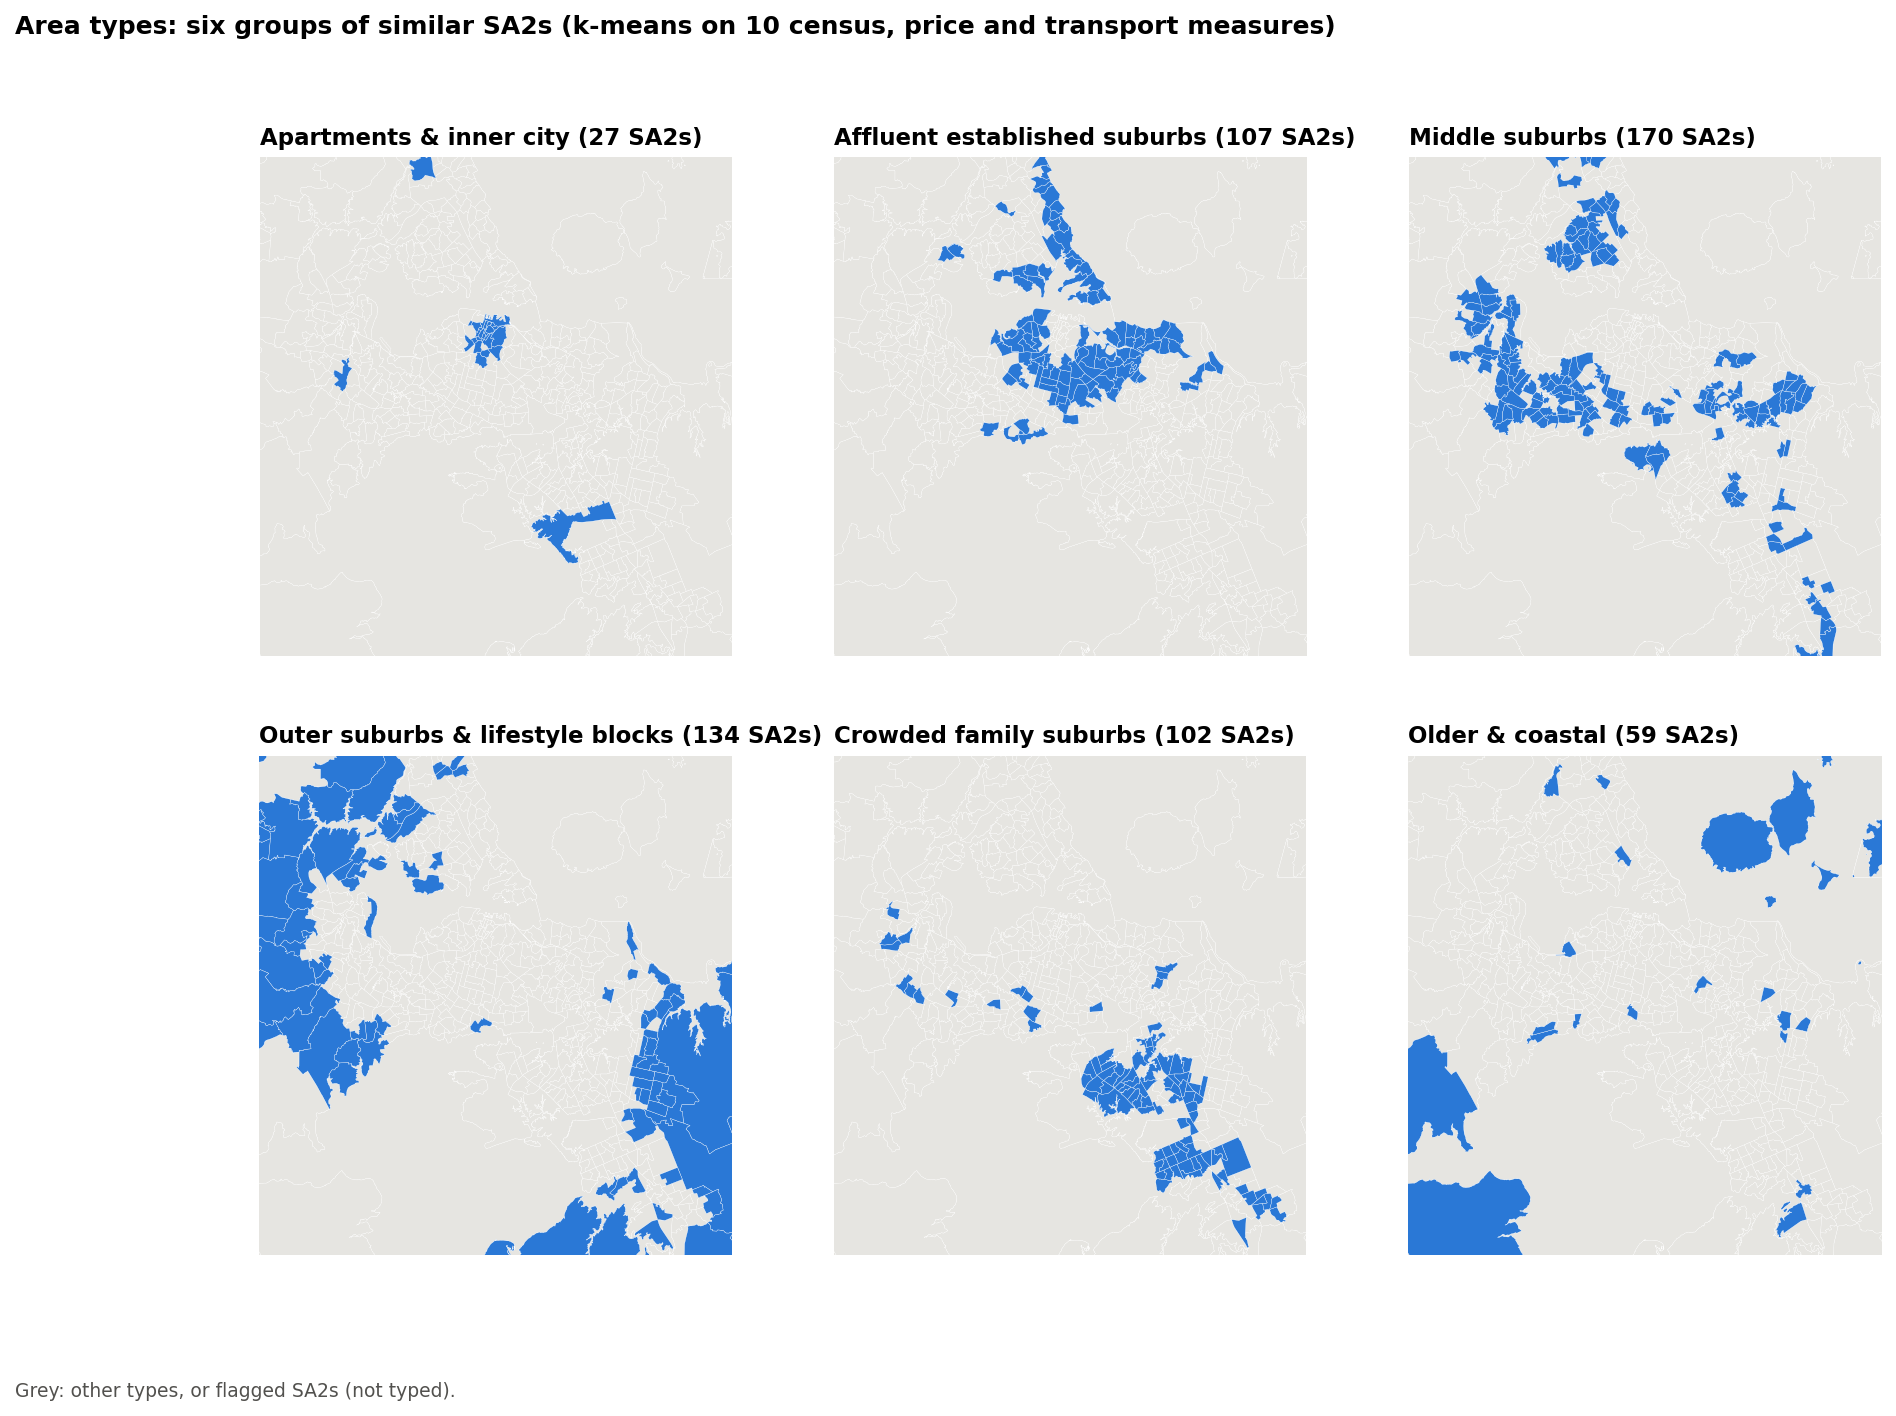 Area types: six groups of similar SA2s (k-means on 10 census, price and transport measures)
Apartments & inner city (27 SA2s)
Affluent established suburbs (107 SA2s)
Middle suburbs (170 SA2s)
Outer suburbs & lifestyle blocks (134 SA2s)
Crowded family suburbs (102 SA2s)
Older & coastal (59 SA2s)
Grey: other types, or flagged SA2s (not typed).